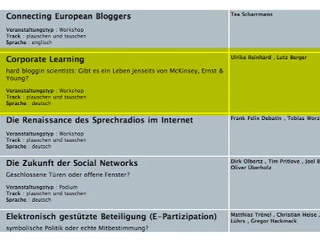 Connecting European Bloggers
Tea Scharrmann
Veranstaltungstyp : Workshop
Track : plauschen und tauschen
Sprache : englisch
Corporate Learning
Ulrike Reinhard , Lutz Berger
hard bloggin scientists: Gibt es ein Leben jenseits von McKinsey, Ernst &
Young?
Veranstaltungstyp : Workshop
Track : plauschen und tauschen
Sprache : deutsch
Die Renaissance des Sprechradios im Internet
Frank Felix Debatin , Tobias
Veranstaltungstyp : Workshop
Track : plauschen und tauschen
Sprache : deutsch
Die Zukunft der Social Networks
Dirk Olbertz , Tim Pritlove ,
Oliver Überholz
Geschlossene Türen oder offene Fenster?
Veranstaltungstyp : Podium
Track : plauschen und tauschen
Sprache : deutsch
Elektronisch gestützte Beteiligung (E-Partizipation)
Matthias Trénel , Christian Heise ,
Lührs , Gregor Hackmack
symbolische Politik oder echte Mitbestimmung?